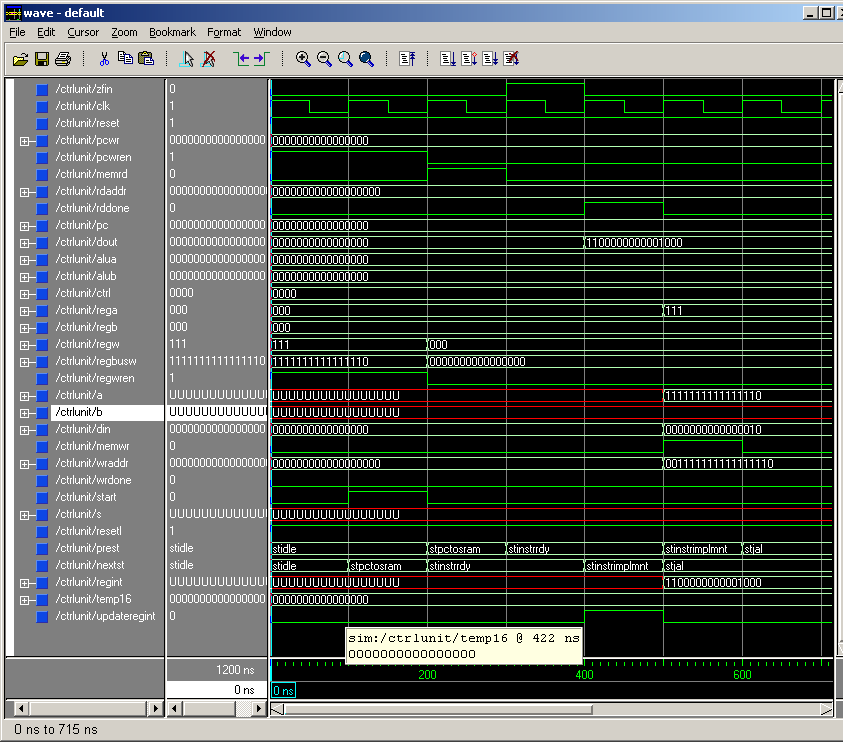 wave - default
File Edit Cursor Zoom Bookmark Format Window
/ctrlunit/zfin 0
/ctrlunit/clk 1
/ctrlunit/reset 1
/ctrlunit/pcwr 0000000000000000 0000000000000000
/ctrlunit/pcwren 1
/ctrlunit/memrd 0
/ctrlunit/rdaddr 000000000000000000 000000000000000000
/ctrlunit/rddone 0
/ctrlunit/pc 0000000000000000 0000000000000000
/ctrlunit/dout 0000000000000000 0000000000000000 1100000000001000
/ctrlunit/alua 0000000000000000 0000000000000000
/ctrlunit/alub 0000000000000000 0000000000000000
/ctrlunit/ctrl 0000 0000
/ctrlunit/rega 000 000 111
/ctrlunit/regb 000 000
/ctrlunit/regw 111 111 000
/ctrlunit/regbusw 1111111111111110 1111111111111110 0000000000000000
/ctrlunit/regwren 1
/ctrlunit/a UUUUUUUUUUUUUUUU UUUUUUUUUUUUUUUU 1111111111111110
/ctrlunit/b UUUUUUUUUUUUUUUU UUUUUUUUUUUUUUUU
/ctrlunit/din 0000000000000000 0000000000000000 0000000000000010
/ctrlunit/memwr 0
/ctrlunit/wraddr 000000000000000000 000000000000000000 001111111111111110
/ctrlunit/wrdone 0
/ctrlunit/start 0
/ctrlunit/s UUUUUUUUUUUUUUUU UUUUUUUUUUUUUUUU
/ctrlunit/resetl 1
/ctrlunit/prest stidle stidle stpctosram stinstrrdy stinstrimplmnt stjal
/ctrlunit/nextst stidle stidle stpctosram stinstrrdy stinstrimplmnt stjal
/ctrlunit/regint UUUUUUUUUUUUUUUU UUUUUUUUUUUUUUUU 1100000000001000
/ctrlunit/temp16 0000000000000000 0000000000000000
/ctrlunit/updateregint 0
sim:/ctrlunit/temp16 @ 422 ns
0000000000000000
1200 ns 200 400 600
0 ns 0 ns
0 ns to 715 ns